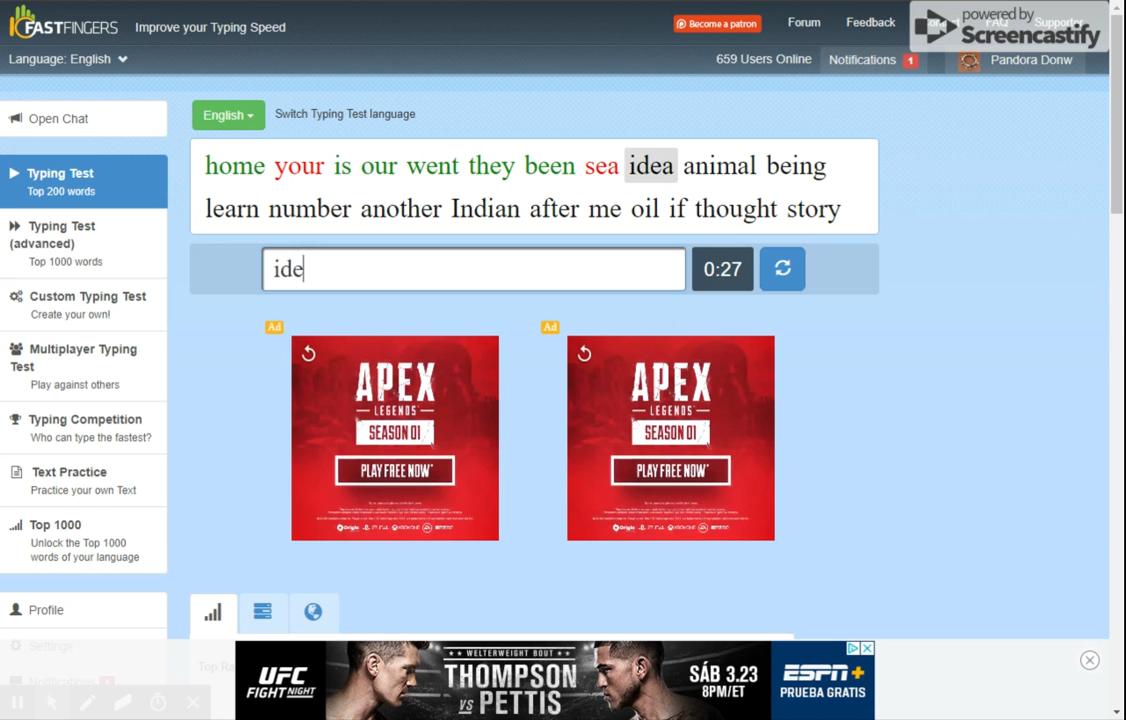 10FASTFINGERS
Improve your Typing Speed
Become a patron
Forum
Feedback
FAQ
Supporter
powered by
Screencastify
Language: English
659 Users Online
Notifications 1
Pandora Donw
Open Chat
Typing Test
Top 200 words
Typing Test
(advanced)
Top 1000 words
Custom Typing Test
Create your own!
Multiplayer Typing
Test
Play against others
Typing Competition
Who can type the fastest?
Text Practice
Practice your own Text
Top 1000
Unlock the Top 1000
words of your language
Profile
Settings
Notifications
English
Switch Typing Test language
home your is our went they been sea idea animal being
learn number another Indian after me oil if thought story
ide
0:27
Ad
Ad
APEX
LEGENDS
SEASON 01
PLAY FREE NOW*
APEX
LEGENDS
SEASON 01
PLAY FREE NOW*
UFC
FIGHT NIGHT
WELTERWEIGHT BOUT
THOMPSON
VS PETTIS
SÁB 3.23
8PM/ET
ESPN+
PRUEBA GRATIS